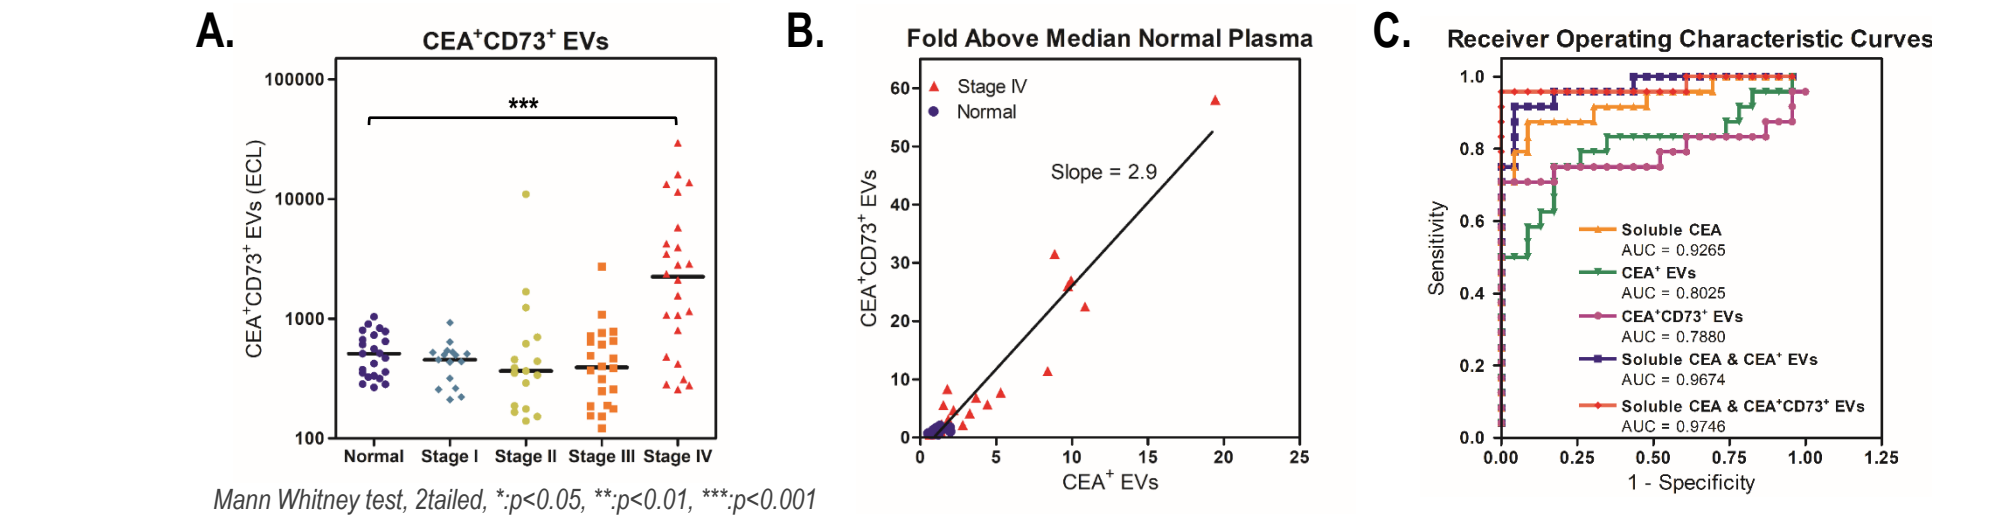 A.
CEA⁺CD73⁺ EVs
CEA⁺CD73⁺ EVs (ECL)
100000
10000
1000
100
***
Normal Stage I Stage II Stage III Stage IV
Mann Whitney test, 2tailed, *:p<0.05, **:p<0.01, ***:p<0.001
B.
Fold Above Median Normal Plasma
CEA⁺CD73⁺ EVs
60
50
40
30
20
10
0
Stage IV
Normal
Slope = 2.9
0 5 10 15 20 25
CEA⁺ EVs
C.
Receiver Operating Characteristic Curves
Sensitivity
1.0
0.8
0.6
0.4
0.2
0.0
Soluble CEA
AUC = 0.9265
CEA⁺ EVs
AUC = 0.8025
CEA⁺CD73⁺ EVs
AUC = 0.7880
Soluble CEA & CEA⁺ EVs
AUC = 0.9674
Soluble CEA & CEA⁺CD73⁺ EVs
AUC = 0.9746
0.00 0.25 0.50 0.75 1.00 1.25
1 - Specificity